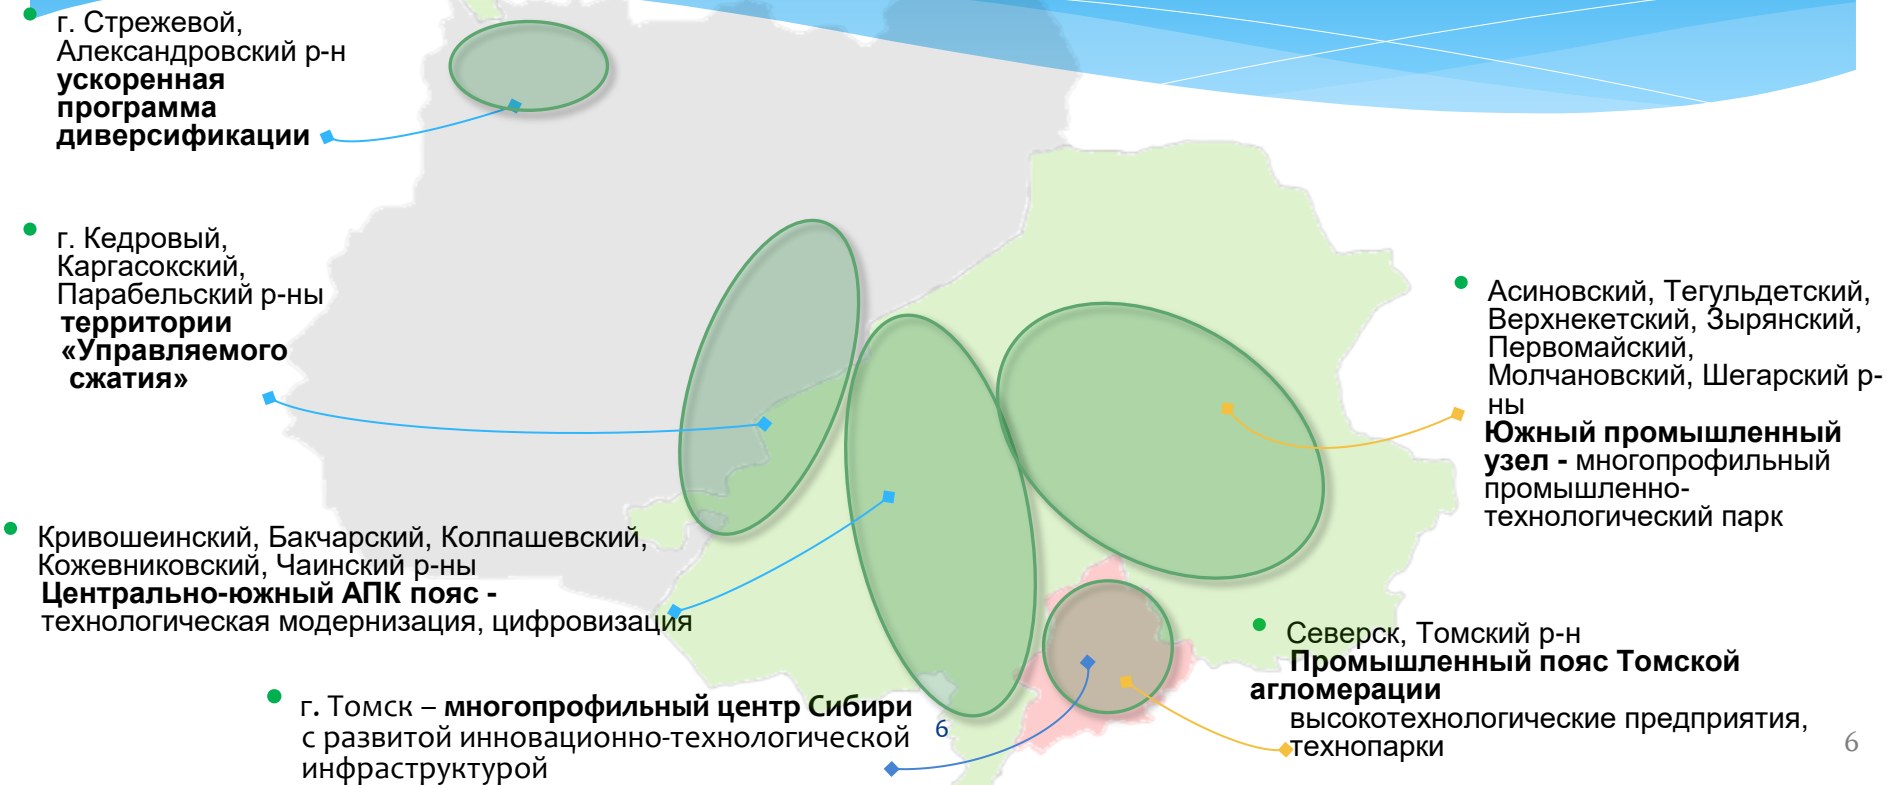 г. Стрежевой,
Александровский р-н
ускоренная
программа
диверсификации
г. Кедровый,
Каргасокский,
Парабельский р-ны
территории
«Управляемого
сжатия»
Кривошеинский, Бакчарский, Колпашевский,
Кожевниковский, Чаинский р-ны
Центрально-южный АПК пояс -
технологическая модернизация, цифровизация
г. Томск – многопрофильный центр Сибири
с развитой инновационно-технологической
инфраструктурой
6
Асиновский, Тегульдетский,
Верхнекетский, Зырянский,
Первомайский,
Молчановский, Шегарский р-
ны
Южный промышленный
узел - многопрофильный
промышленно-
технологический парк
Северск, Томский р-н
Промышленный пояс Томской
агломерации
высокотехнологические предприятия,
технопарки
6